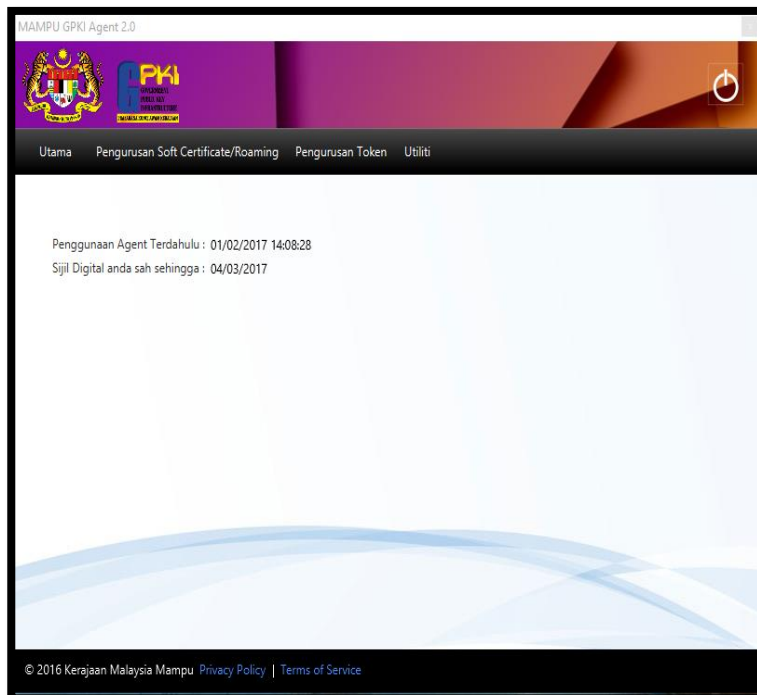 MAMPU GPKI Agent 2.0
GPKI
Utama Pengurusan Soft Certificate/Roaming Pengurusan Token Utiliti
Penggunaan Agent Terdahulu : 01/02/2017 14:08:28
Sijil Digital anda sah sehingga : 04/03/2017
© 2016 Kerajaan Malaysia Mampu Privacy Policy | Terms of Service